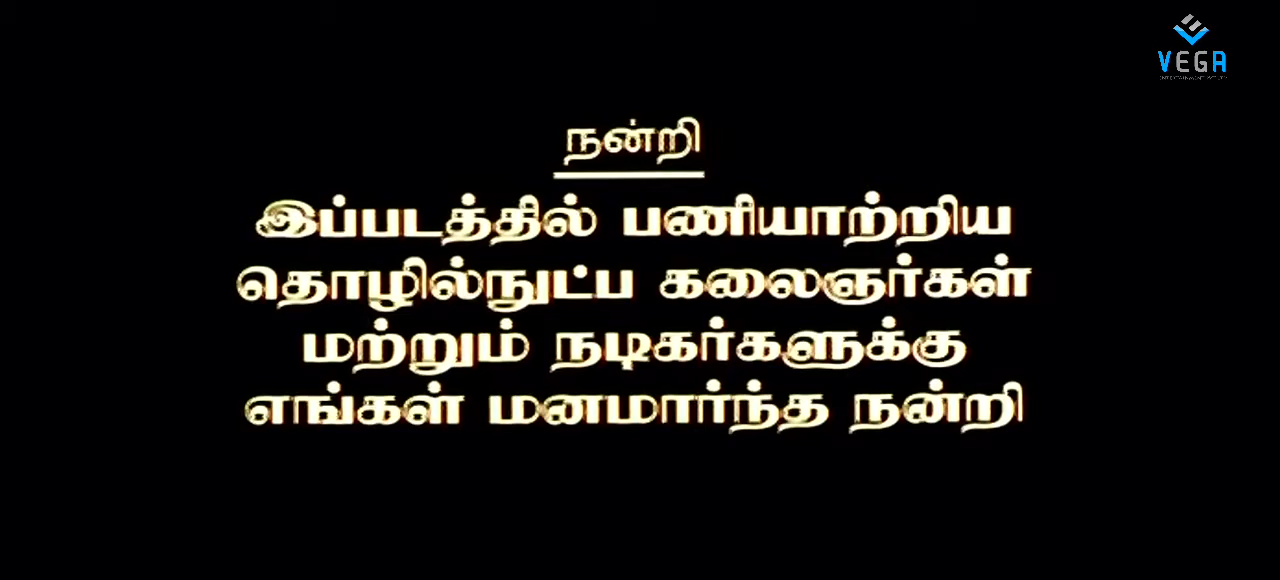 VEGA
நன்றி
இப்படத்தில் பணியாற்றிய
தொழில்நுட்ப கலைஞர்கள்
மற்றும் நடிகர்களுக்கு
எங்கள் மனமார்ந்த நன்றி